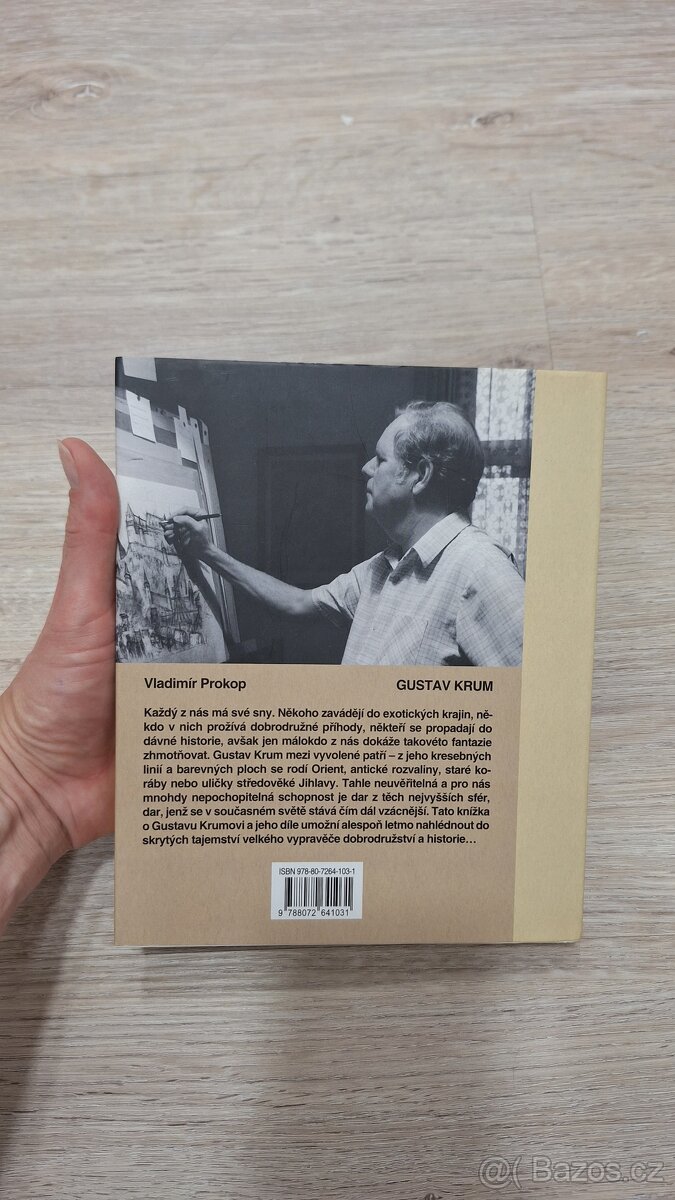 Vladimír Prokop GUSTAV KRUM
Každý z nás má své sny. Někoho zavádějí do exotických krajin, ně-
kdo v nich prožívá dobrodružné příhody, někteří se propadají do
dávné historie, avšak jen málokdo z nás dokáže takovéto fantazie
zhmotňovat. Gustav Krum mezi vyvolené patří – z jeho kresebných
linií a barevných ploch se rodí Orient, antické rozvaliny, staré ko-
ráby nebo uličky středověké Jihlavy. Tahle neuvěřitelná a pro nás
mnohdy nepochopitelná schopnost je dar z těch nejvyšších sfér,
dar, jenž se v současném světě stává čím dál vzácnější. Tato knížka
o Gustavu Krumovi a jeho díle umožní alespoň letmo nahlédnout do
skrytých tajemství velkého vypravěče dobrodružství a historie...
ISBN 978-80-7264-103-1
9 788072 641031
@( Bazos.cz